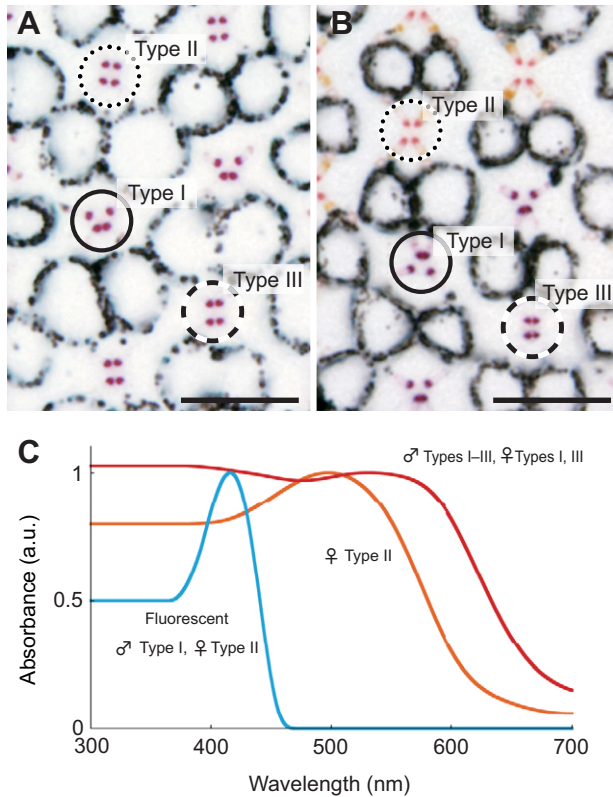 A
Type II
Type I
Type III
B
Type II
Type I
Type III
C
♂ Types I–III, ♀Types I, III
♀ Type II
Fluorescent
♂ Type I, ♀ Type II
Absorbance (a.u.)
1
0.5
0
300
400
500
600
700
Wavelength (nm)